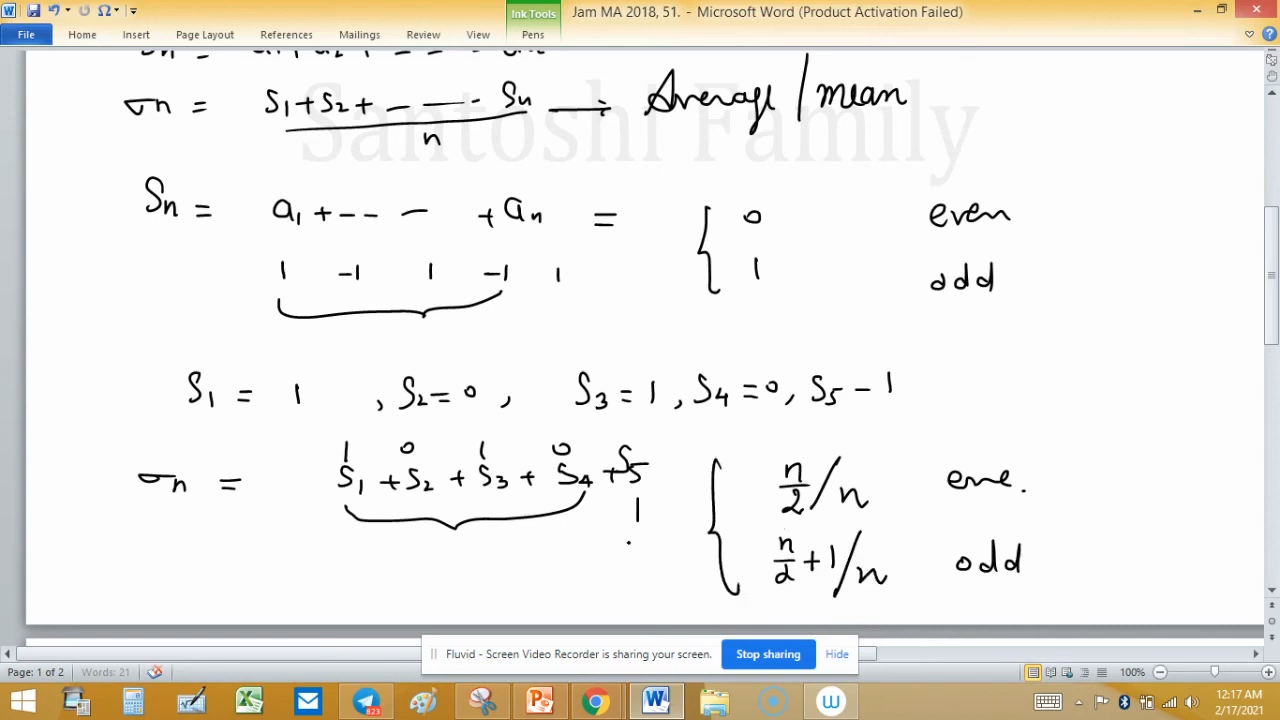 Ink Tools
Jam MA 2018, 51. - Microsoft Word (Product Activation Failed)
File Home Insert Page Layout References Mailings Review View Pens
σn = S1 + S2 + - — - Sn / n → Average / mean
Santoshi Family
Sn = a1 + - - - + an = { 0 even
1 odd
1 -1 1 -1 1
S1 = 1 , S2 = 0 , S3 = 1 , S4 = 0 , S5 - 1
1 0 1 0
σn = S1 + S2 + S3 + S4 + S5 { n/2 / n eve.
1
n/2 + 1 / n odd
Fluvid - Screen Video Recorder is sharing your screen. Stop sharing Hide
Page: 1 of 2 Words: 21 100%
823
12:17 AM
2/17/2021